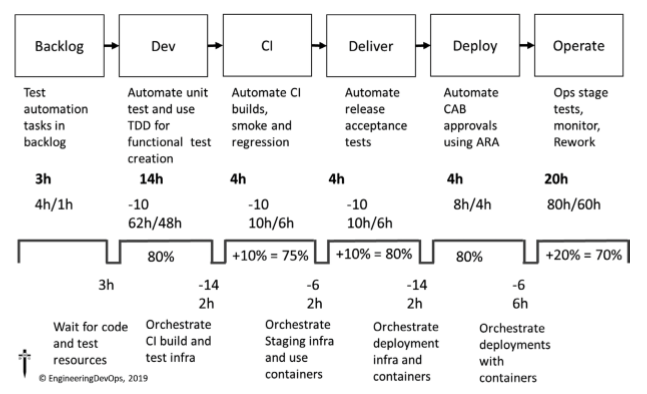 Backlog
Dev
CI
Deliver
Deploy
Operate
Test
automation
tasks in
backlog
Automate unit
test and use
TDD for
functional test
creation
Automate CI
builds,
smoke and
regression
Automate
release
acceptance
tests
Automate
CAB
approvals
using ARA
Ops stage
tests,
monitor,
Rework
3h
14h
4h
4h
4h
20h
4h/1h
-10
62h/48h
-10
10h/6h
-10
10h/6h
8h/4h
80h/60h
80%
+10% = 75%
+10% = 80%
80%
+20% = 70%
3h
-14
2h
-6
2h
-14
2h
-6
6h
Wait for code
and test
resources
Orchestrate
CI build and
test infra
Orchestrate
Staging infra
and use
containers
Orchestrate
deployment
infra and
containers
Orchestrate
deployments
with
containers
© EngineeringDevOps, 2019